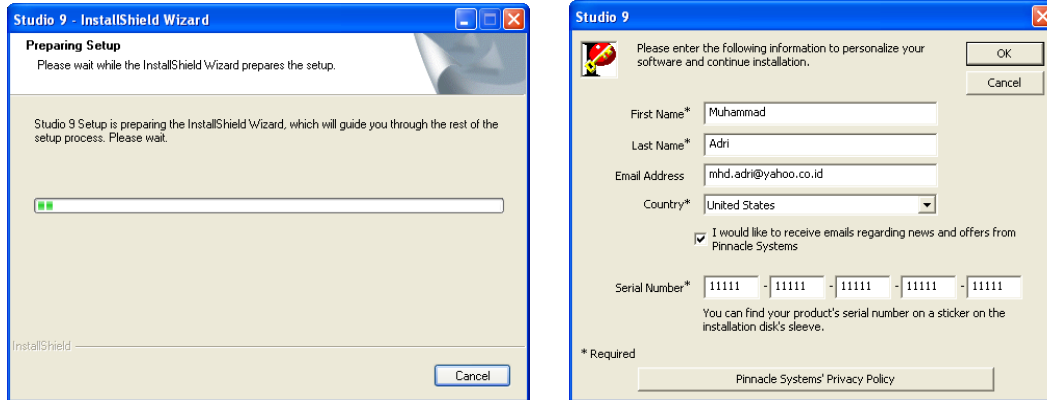 Studio 9 - InstallShield Wizard
Preparing Setup
Please wait while the InstallShield Wizard prepares the setup.
Studio 9 Setup is preparing the InstallShield Wizard, which will guide you through the rest of the
setup process. Please wait.
InstallShield
Cancel
Studio 9
Please enter the following information to personalize your
software and continue installation.
OK
Cancel
First Name* Muhammad
Last Name* Adri
Email Address mhd.adri@yahoo.co.id
Country* United States
I would like to receive emails regarding news and offers from
Pinnacle Systems
Serial Number* 11111 - 11111 - 11111 - 11111 - 11111
You can find your product's serial number on a sticker on the
installation disk's sleeve.
* Required
Pinnacle Systems' Privacy Policy